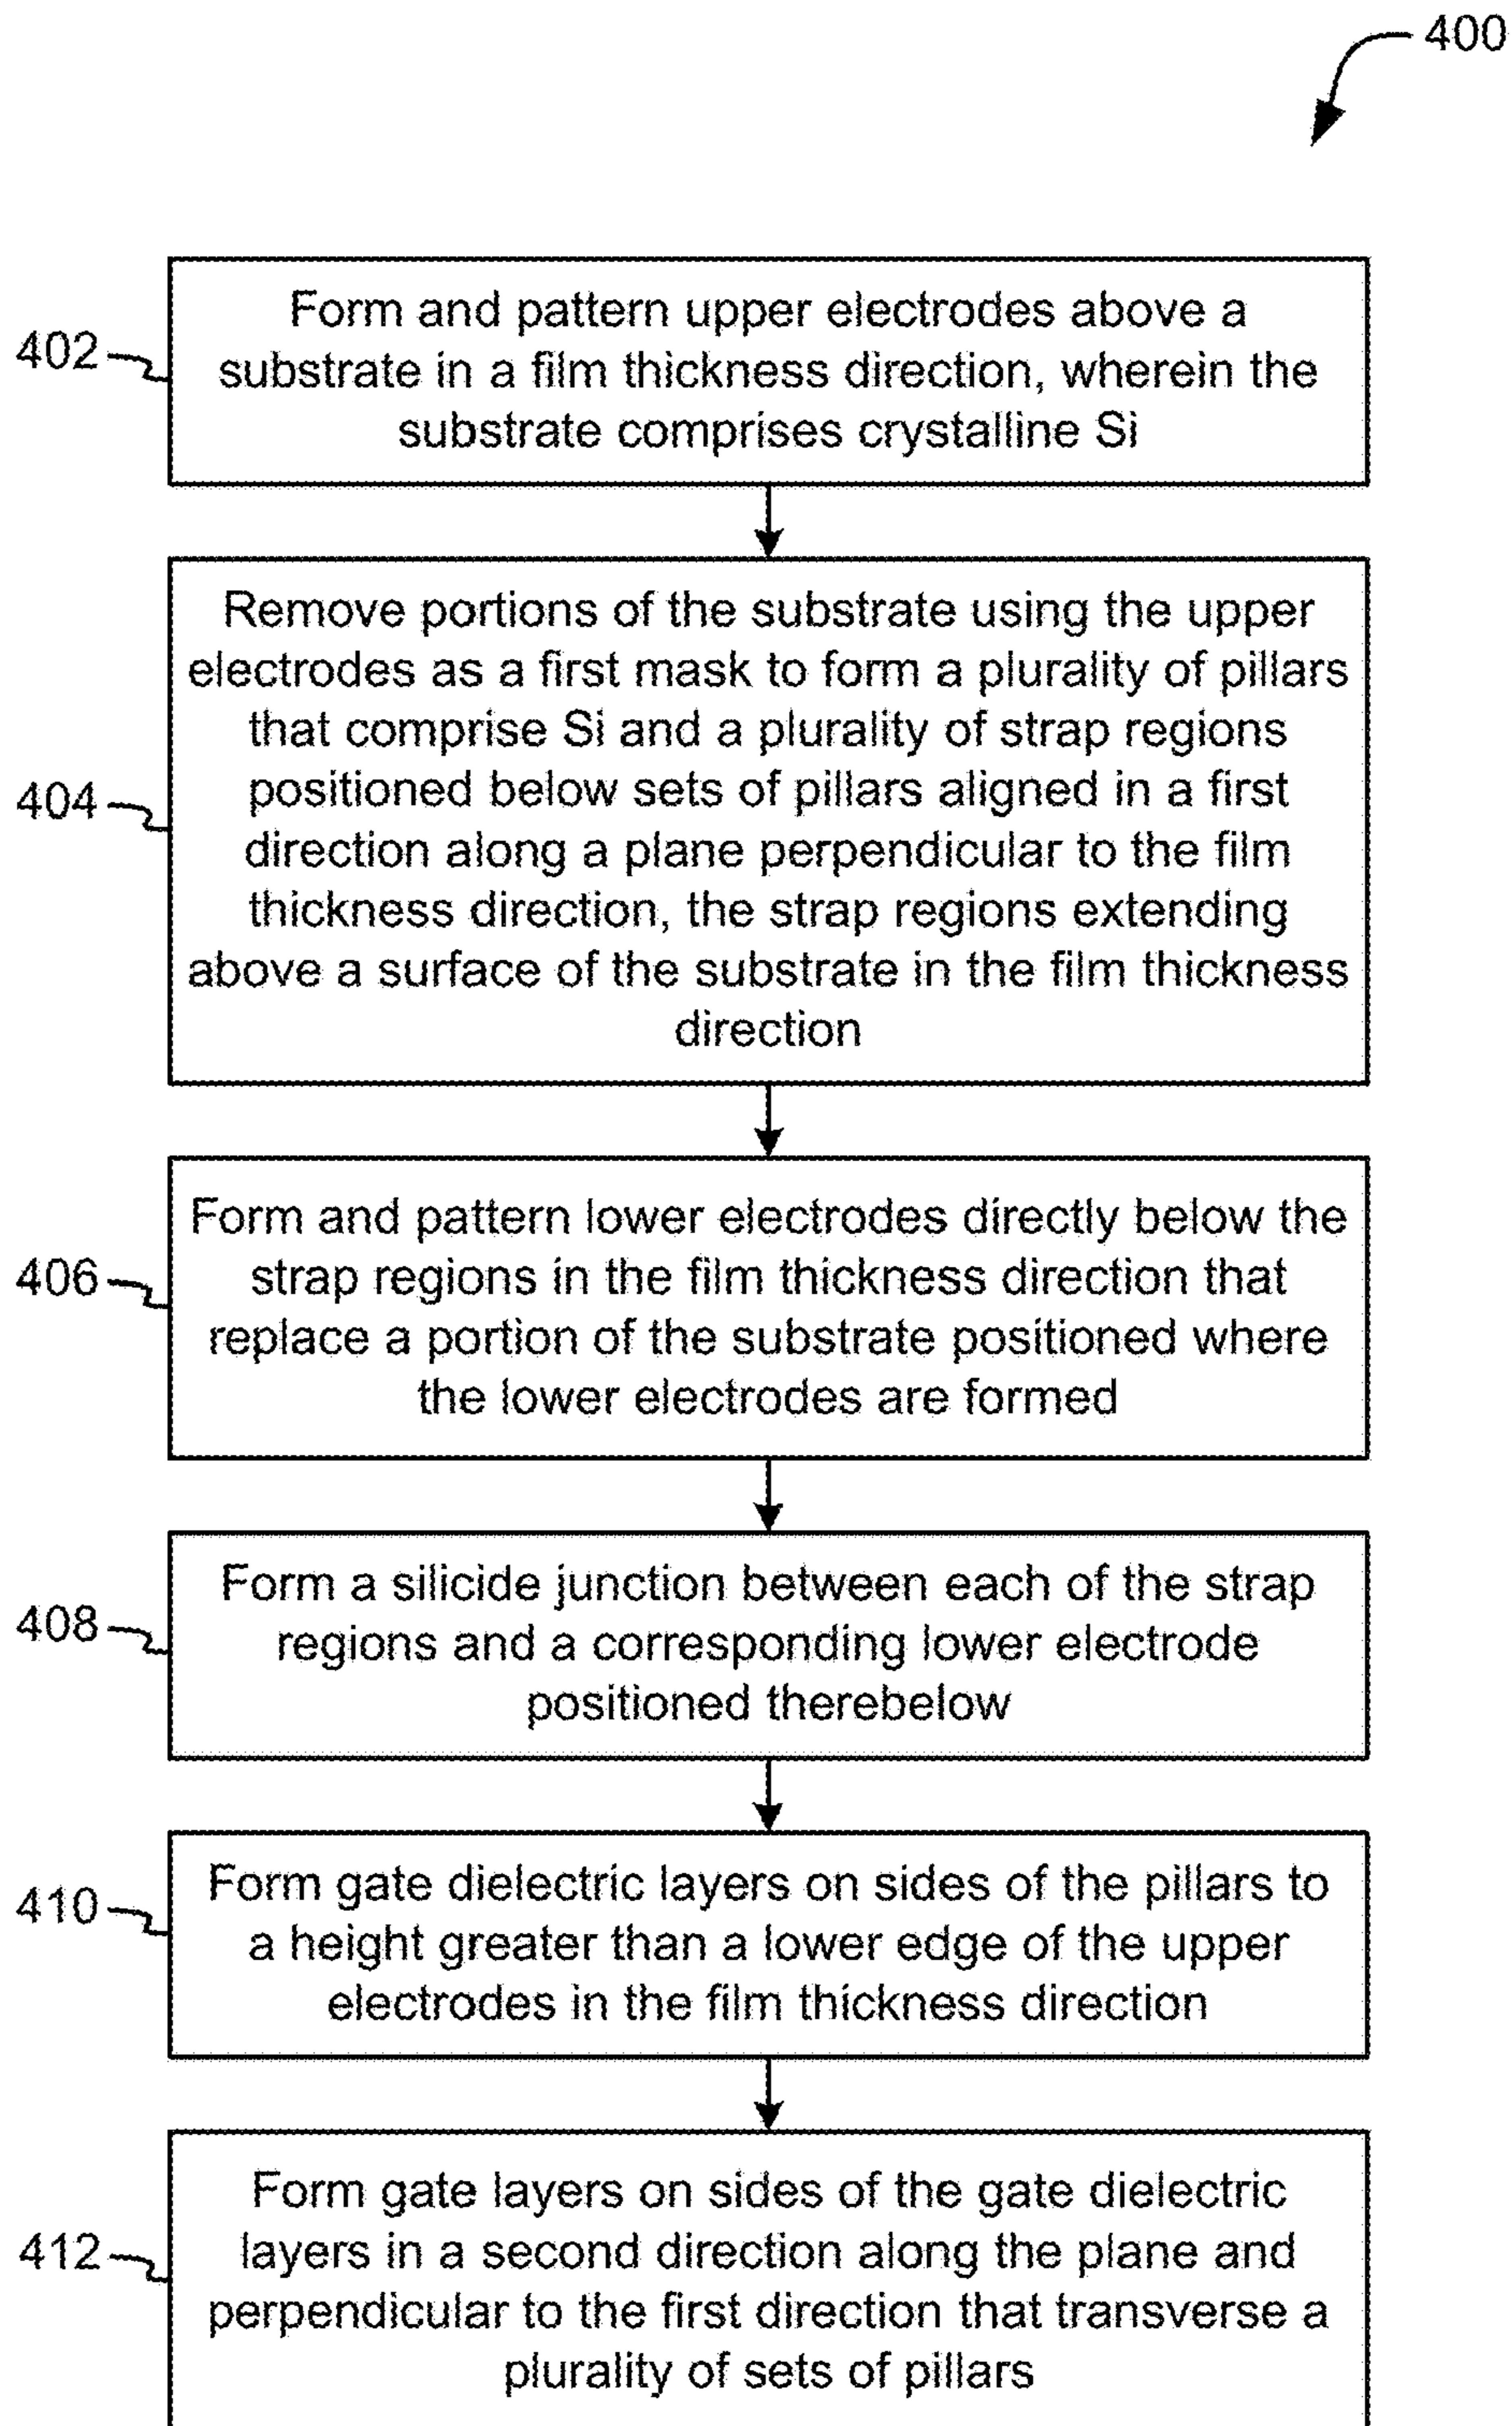 400
402
Form and pattern upper electrodes above a
substrate in a film thickness direction, wherein the
substrate comprises crystalline Si
404
Remove portions of the substrate using the upper
electrodes as a first mask to form a plurality of pillars
that comprise Si and a plurality of strap regions
positioned below sets of pillars aligned in a first
direction along a plane perpendicular to the film
thickness direction, the strap regions extending
above a surface of the substrate in the film thickness
direction
406
Form and pattern lower electrodes directly below the
strap regions in the film thickness direction that
replace a portion of the substrate positioned where
the lower electrodes are formed
408
Form a silicide junction between each of the strap
regions and a corresponding lower electrode
positioned therebelow
410
Form gate dielectric layers on sides of the pillars to
a height greater than a lower edge of the upper
electrodes in the film thickness direction
412
Form gate layers on sides of the gate dielectric
layers in a second direction along the plane and
perpendicular to the first direction that transverse a
plurality of sets of pillars